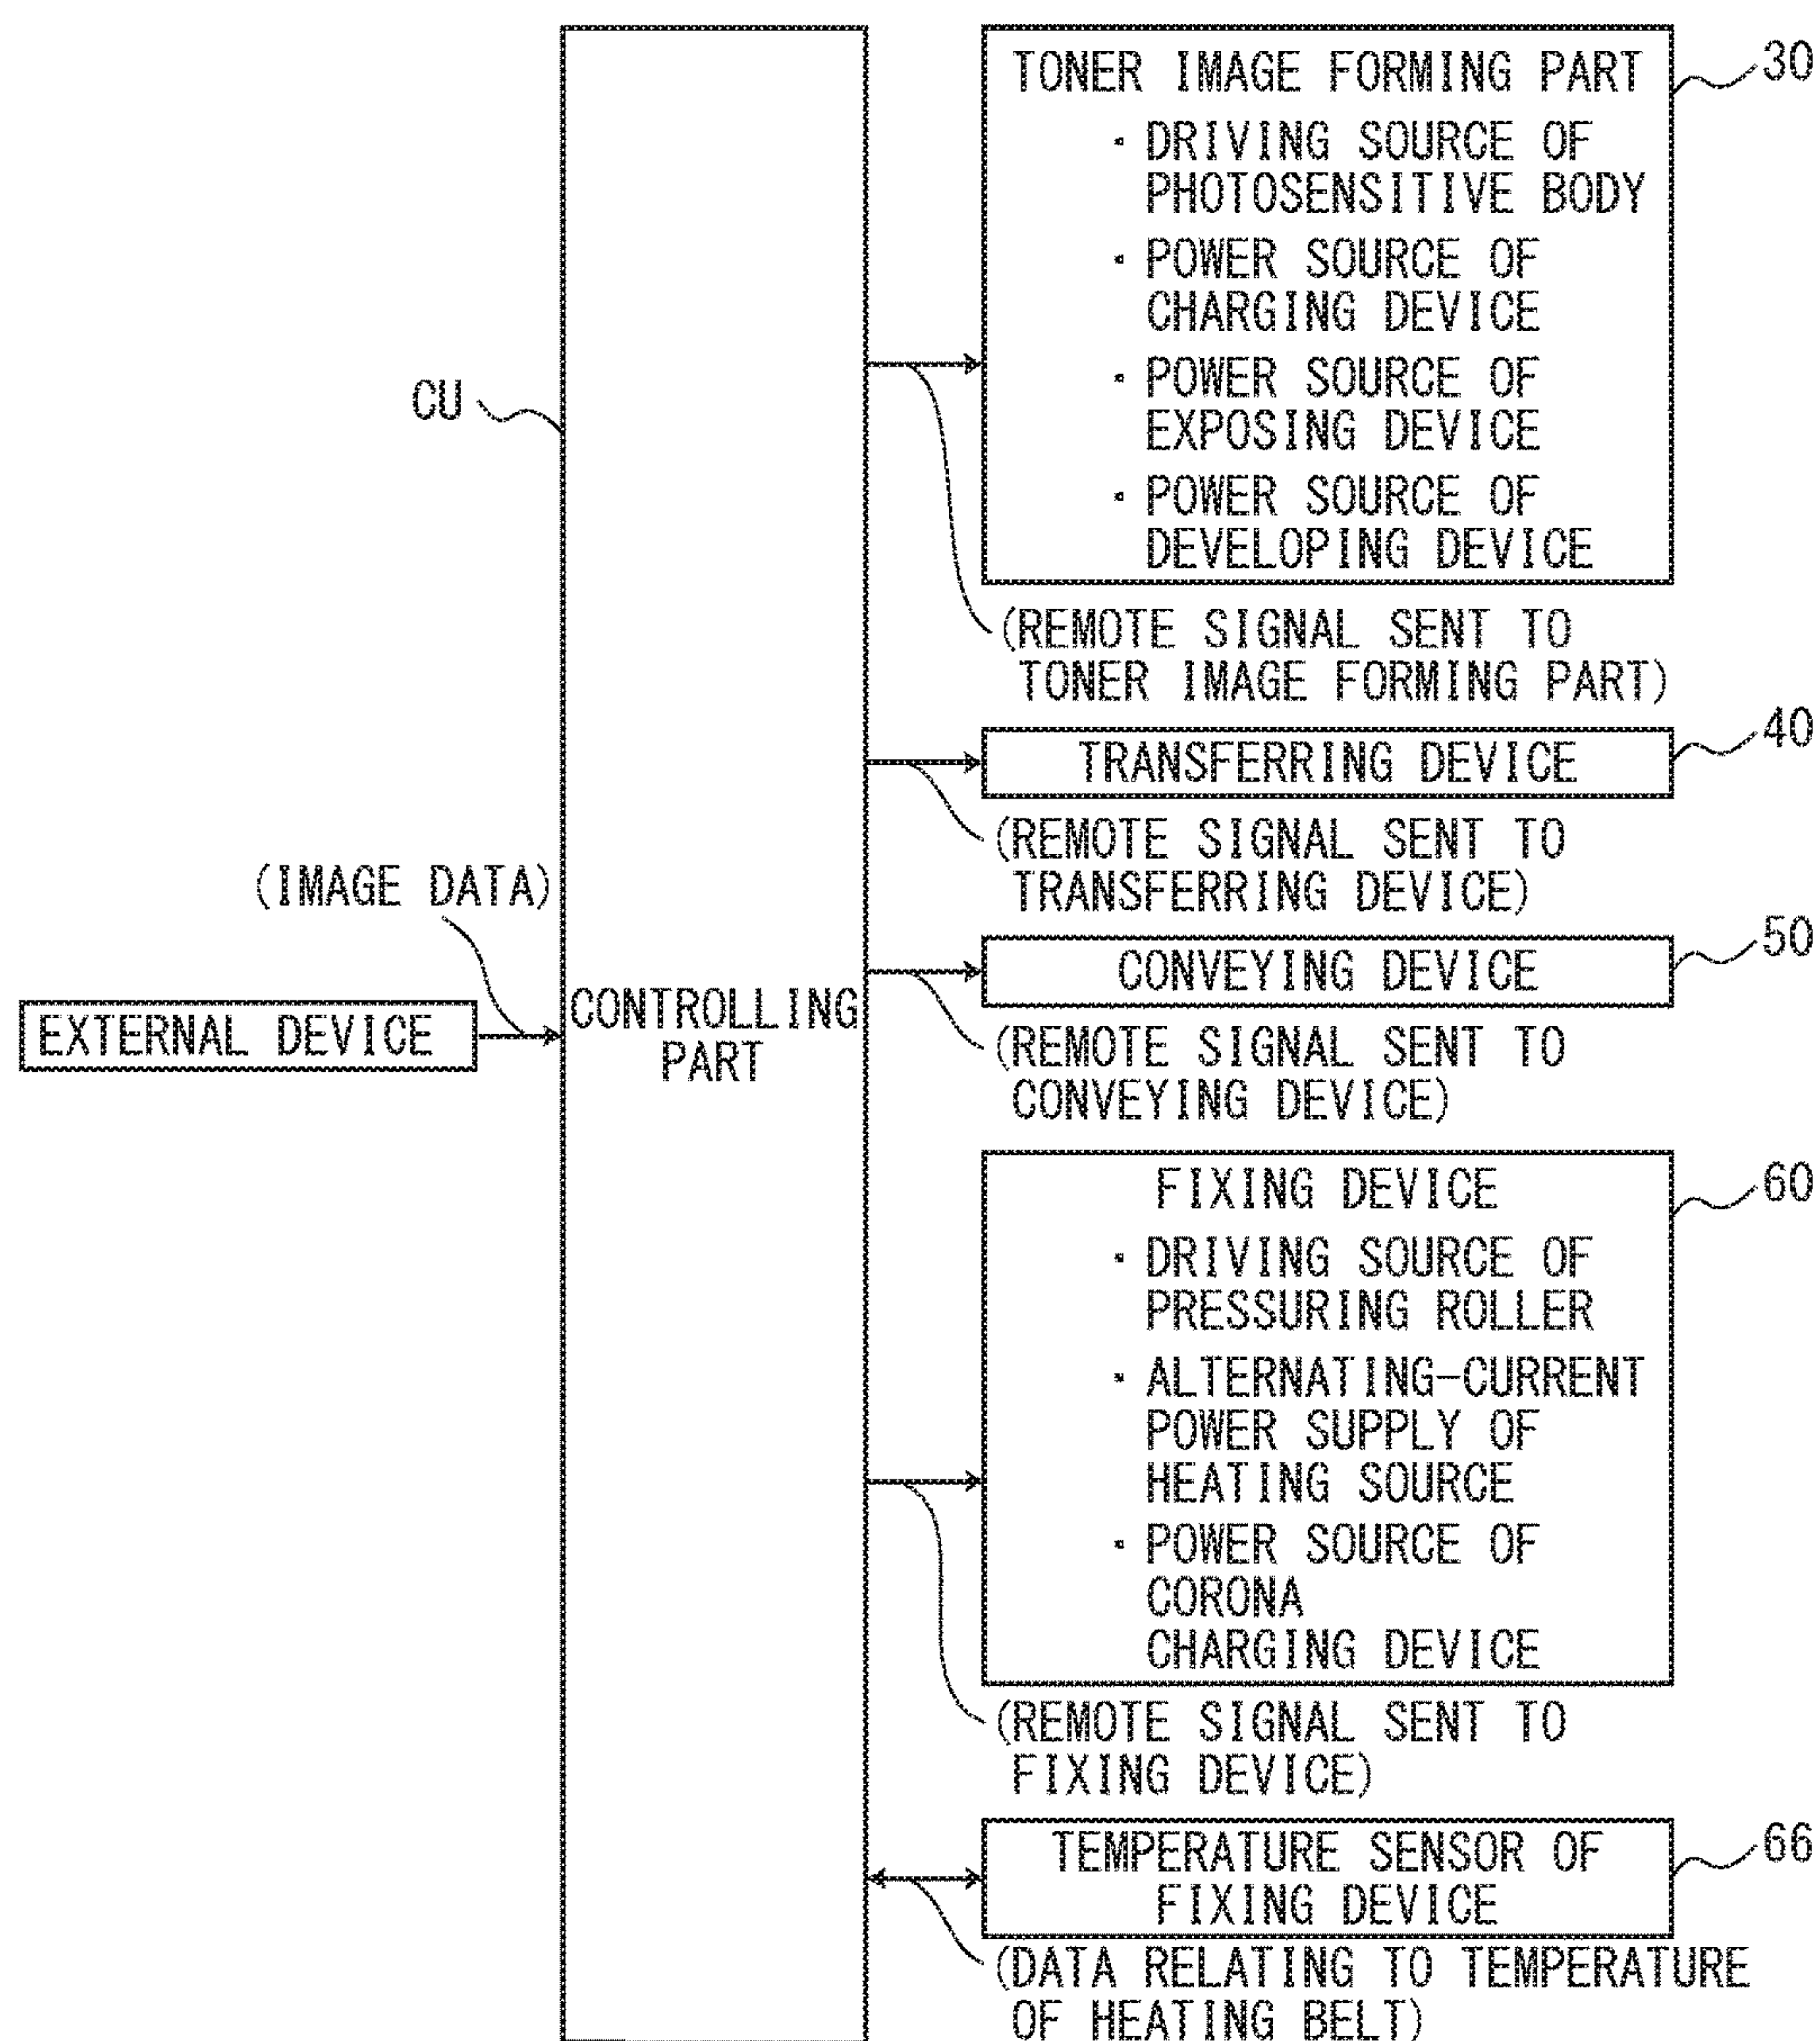 TONER IMAGE FORMING PART
30
・DRIVING SOURCE OF
PHOTOSENSITIVE BODY
・POWER SOURCE OF
CHARGING DEVICE
・POWER SOURCE OF
EXPOSING DEVICE
・POWER SOURCE OF
DEVELOPING DEVICE
CU
(REMOTE SIGNAL SENT TO
TONER IMAGE FORMING PART)
TRANSFERRING DEVICE
40
(REMOTE SIGNAL SENT TO
TRANSFERRING DEVICE)
(IMAGE DATA)
EXTERNAL DEVICE
CONTROLLING
PART
CONVEYING DEVICE
50
(REMOTE SIGNAL SENT TO
CONVEYING DEVICE)
FIXING DEVICE
60
・DRIVING SOURCE OF
PRESSURING ROLLER
・ALTERNATING-CURRENT
POWER SUPPLY OF
HEATING SOURCE
・POWER SOURCE OF
CORONA
CHARGING DEVICE
(REMOTE SIGNAL SENT TO
FIXING DEVICE)
TEMPERATURE SENSOR OF
FIXING DEVICE
66
(DATA RELATING TO TEMPERATURE
OF HEATING BELT)